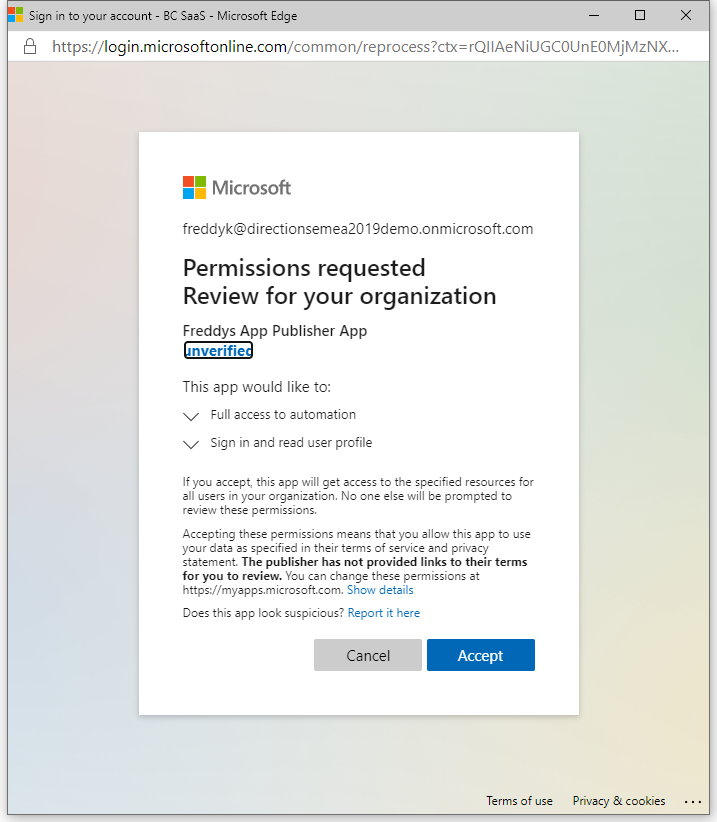 Sign in to your account - BC SaaS - Microsoft Edge
https://login.microsoftonline.com/common/reprocess?ctx=rQIIAeNiUGC0UnE0MjMzNX...
Microsoft
freddyk@directionsemea2019demo.onmicrosoft.com
Permissions requested
Review for your organization
Freddys App Publisher App
unverified
This app would like to:
Full access to automation
Sign in and read user profile
If you accept, this app will get access to the specified resources for
all users in your organization. No one else will be prompted to
review these permissions.
Accepting these permissions means that you allow this app to use
your data as specified in their terms of service and privacy
statement. The publisher has not provided links to their terms
for you to review. You can change these permissions at
https://myapps.microsoft.com. Show details
Does this app look suspicious? Report it here
Cancel Accept
Terms of use Privacy & cookies ...